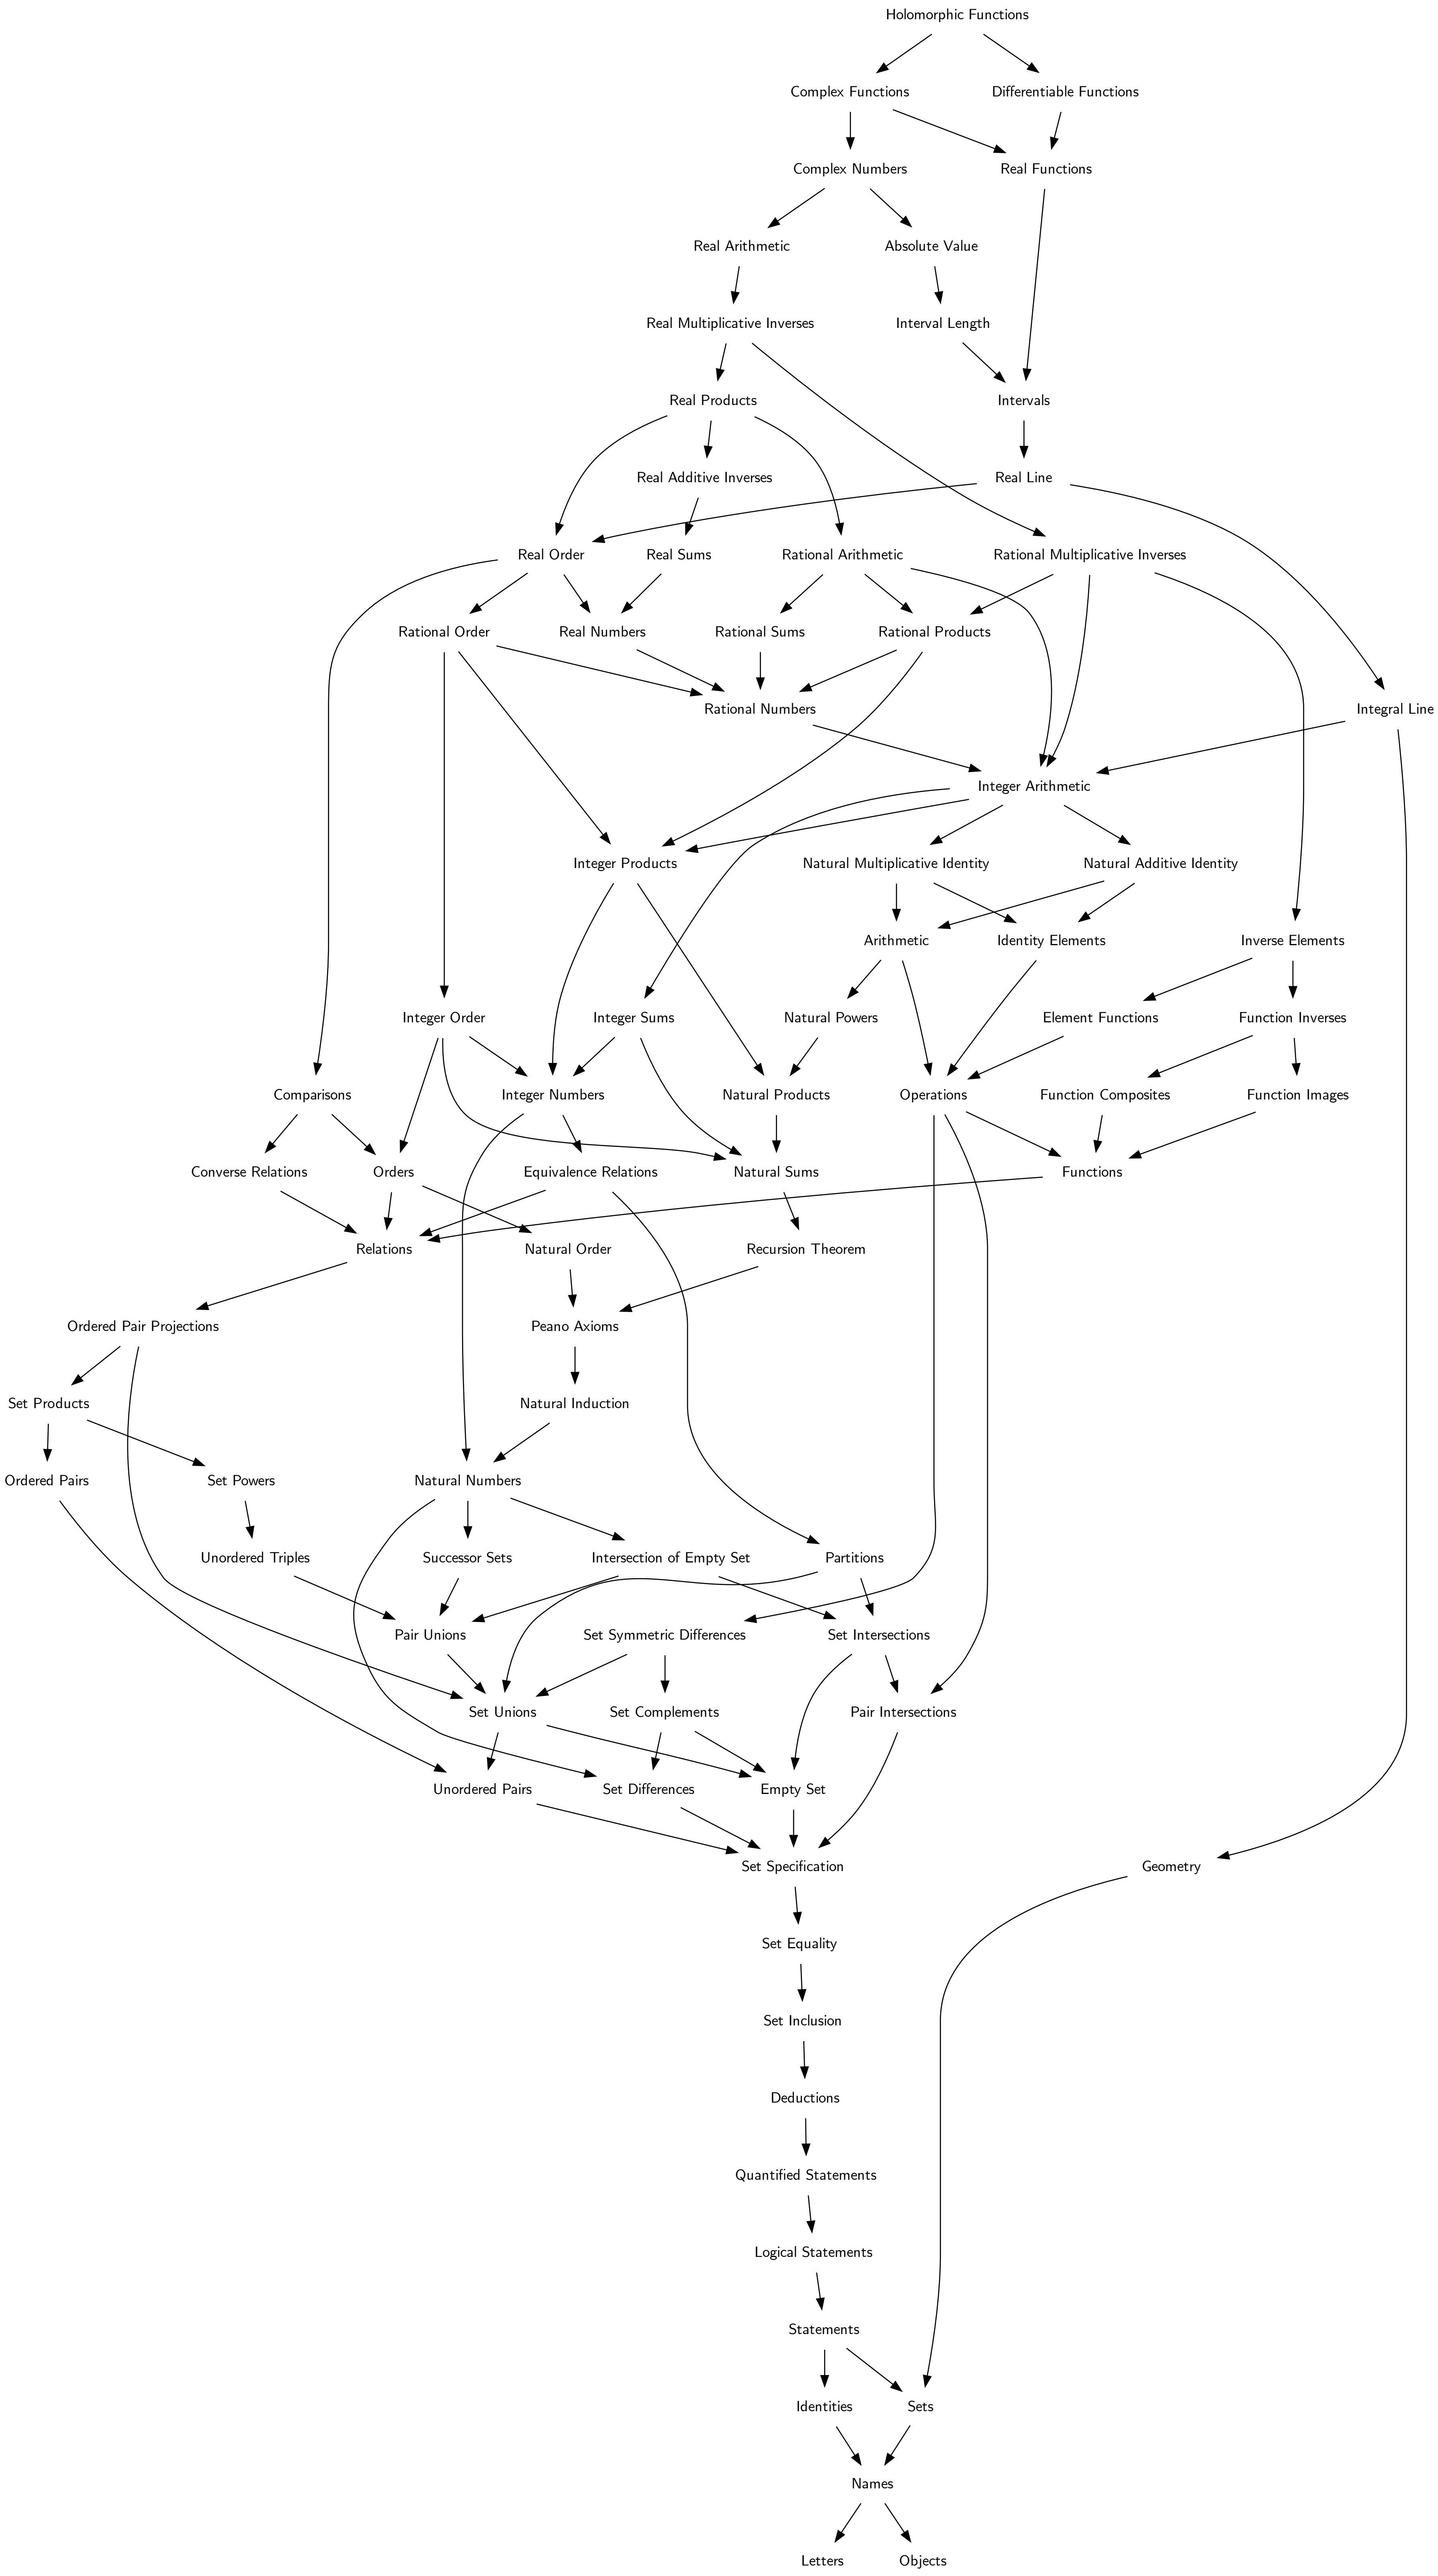 Holomorphic Functions
Complex Functions
Differentiable Functions
Complex Numbers
Real Functions
Real Arithmetic
Absolute Value
Real Multiplicative Inverses
Interval Length
Real Products
Intervals
Real Additive Inverses
Real Line
Real Order
Real Sums
Rational Arithmetic
Rational Multiplicative Inverses
Rational Order
Real Numbers
Rational Sums
Rational Products
Rational Numbers
Integral Line
Integer Arithmetic
Integer Products
Natural Multiplicative Identity
Natural Additive Identity
Arithmetic
Identity Elements
Inverse Elements
Integer Order
Integer Sums
Natural Powers
Element Functions
Function Inverses
Comparisons
Integer Numbers
Natural Products
Operations
Function Composites
Function Images
Converse Relations
Orders
Equivalence Relations
Natural Sums
Functions
Relations
Natural Order
Recursion Theorem
Ordered Pair Projections
Peano Axioms
Set Products
Natural Induction
Ordered Pairs
Set Powers
Natural Numbers
Unordered Triples
Successor Sets
Intersection of Empty Set
Partitions
Pair Unions
Set Symmetric Differences
Set Intersections
Set Unions
Set Complements
Pair Intersections
Unordered Pairs
Set Differences
Empty Set
Set Specification
Geometry
Set Equality
Set Inclusion
Deductions
Quantified Statements
Logical Statements
Statements
Identities
Sets
Names
Letters
Objects